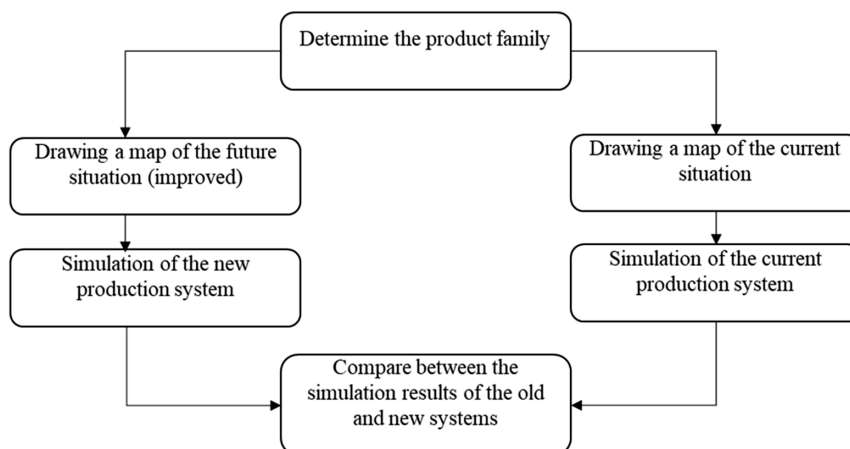 Determine the product family
Drawing a map of the future
situation (improved)
Drawing a map of the current
situation
Simulation of the new
production system
Simulation of the current
production system
Compare between the
simulation results of the old
and new systems